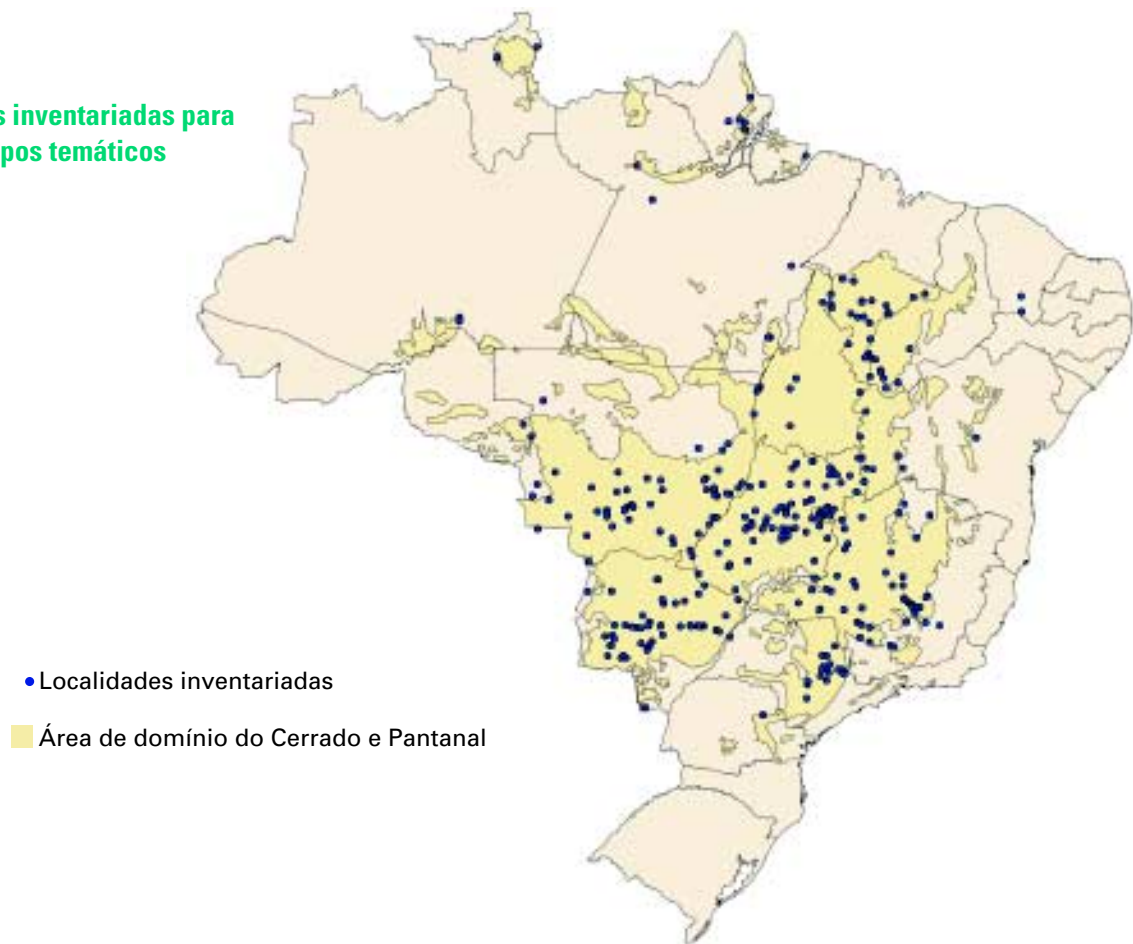 s inventariadas para
pos temáticos
Localidades inventariadas
Área de domínio do Cerrado e Pantanal